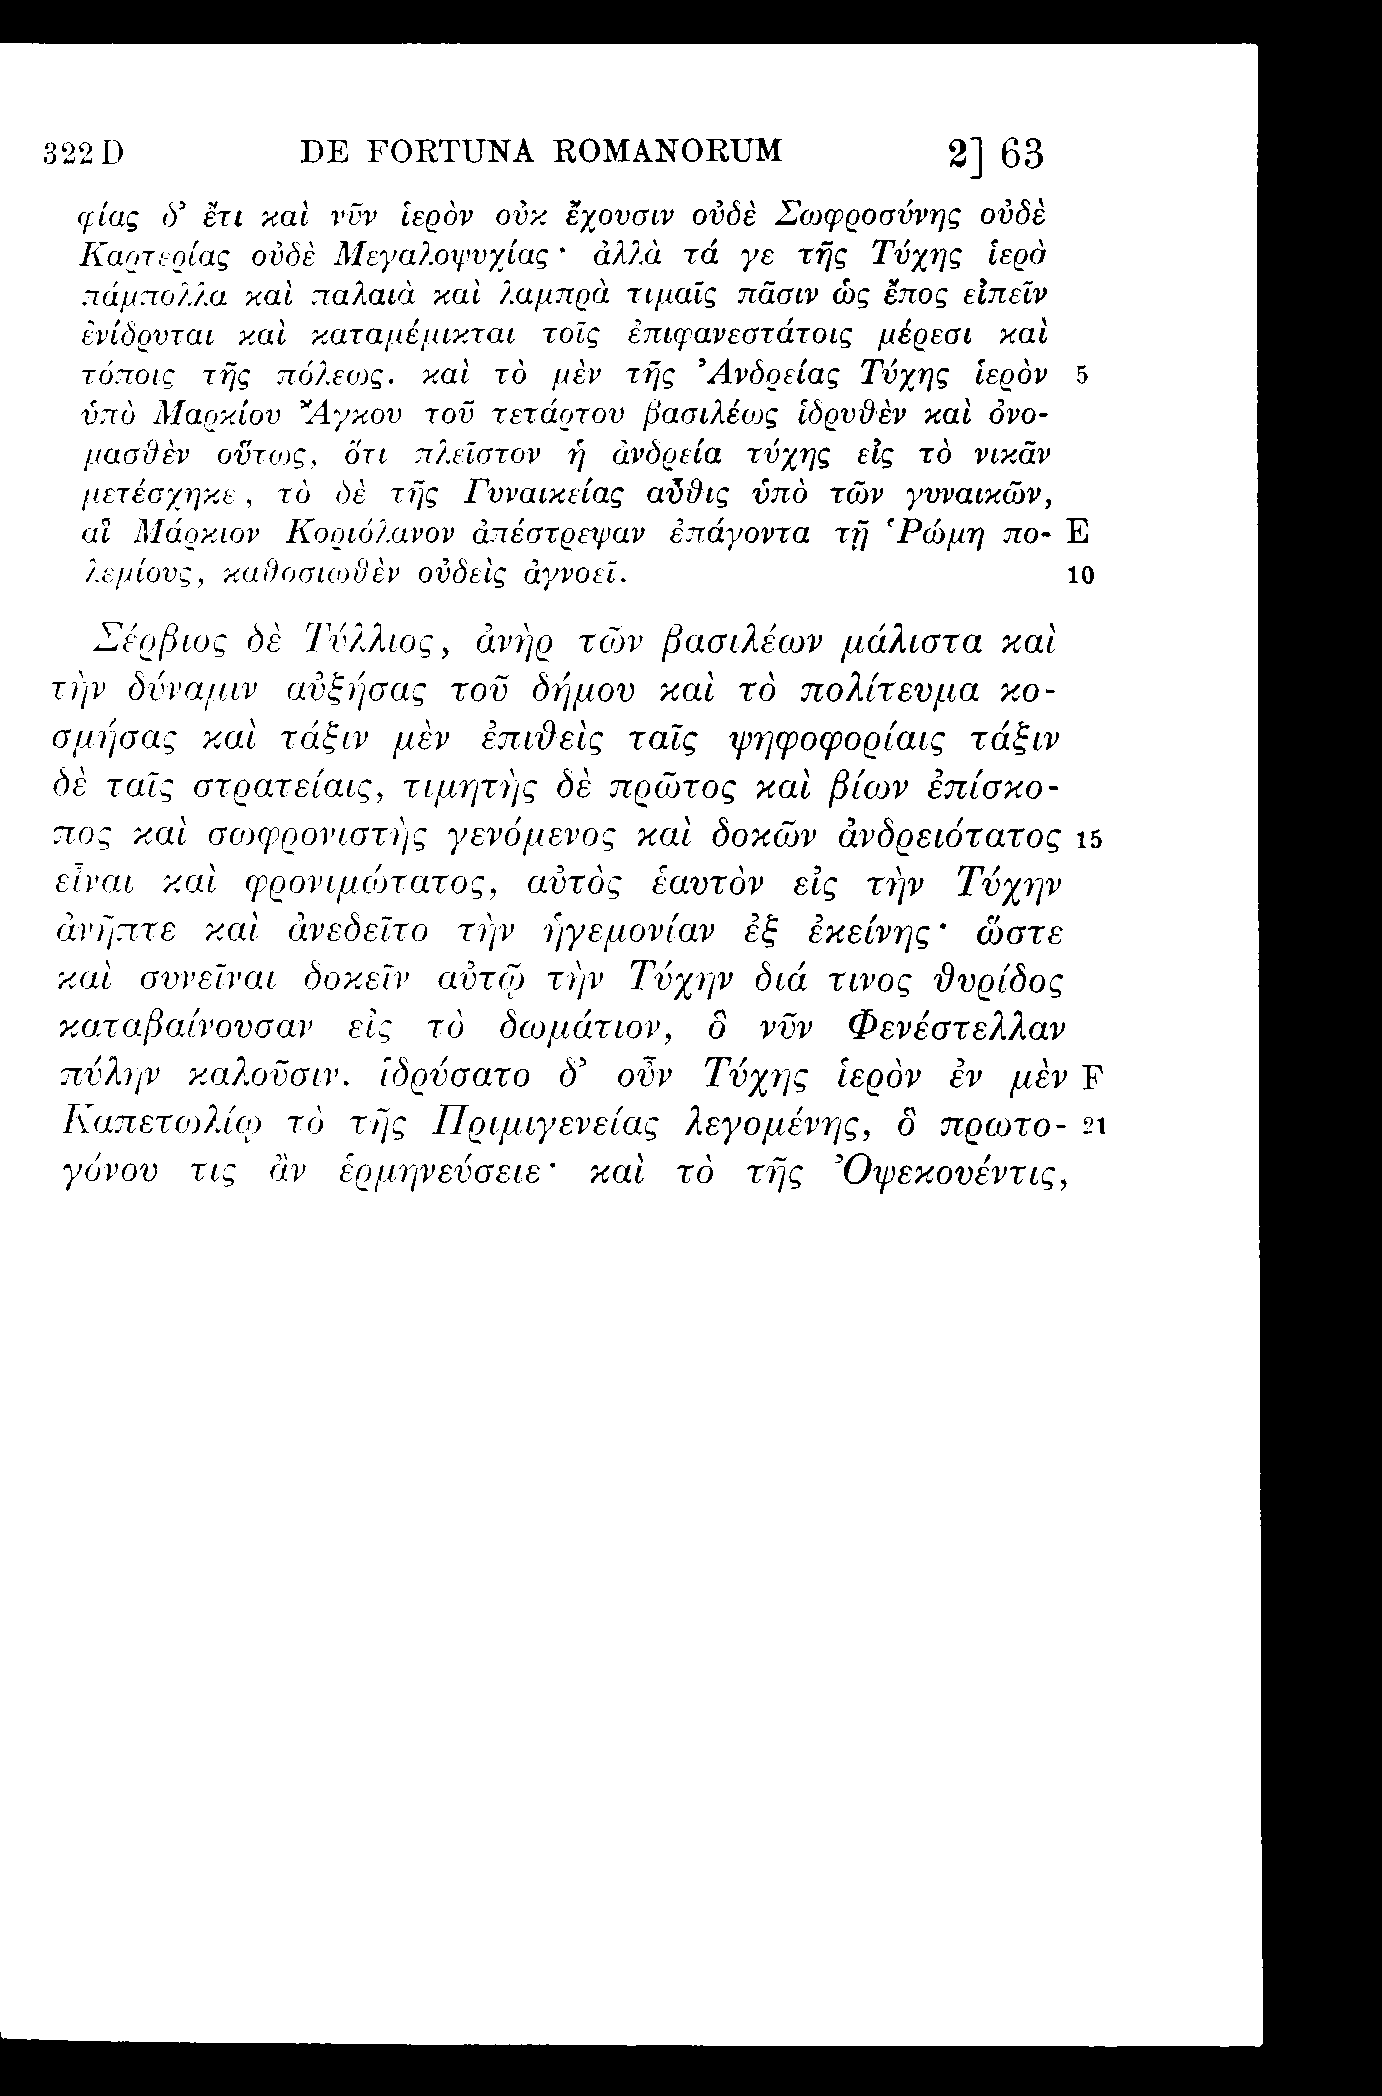 322 D DE FORTUNA ROMANORUM 2] 63
φίας δ’ ἔτι καὶ νῦν ἱερὸν οὐκ ἔχουσιν οὐδὲ Σωφροσύνης οὐδὲ
Καρτερίας οὐδὲ Μεγαλοψυχίας· ἀλλὰ τά γε τῆς Τύχης ἱερὰ
πάμπολλα καὶ παλαιὰ καὶ λαμπρὰ τιμαῖς πᾶσιν ὡς ἔπος εἰπεῖν
ἐνίδρυται καὶ καταμέμικται τοῖς ἐπιφανεστάτοις μέρεσι καὶ
τόποις τῆς πόλεως. καὶ τὸ μὲν τῆς Ἀνδρείας Τύχης ἱερὸν 5
ὑπὸ Μαρκίου Ἄγκου τοῦ τετάρτου βασιλέως ἱδρυθὲν καὶ ὀνο-
μασθὲν οὕτως, ὅτι πλεῖστον ἡ ἀνδρεία τύχης εἰς τὸ νικᾶν
μετέσχηκε, τὸ δὲ τῆς Γυναικείας αὖθις ὑπὸ τῶν γυναικῶν,
αἳ Μάρκιον Κοριόλανον ἀπέστρεψαν ἐπάγοντα τῇ Ῥώμῃ πο- E
λεμίους, καθοσιωθὲν οὐδεὶς ἀγνοεῖ. 10
Σέρβιος δὲ Τύλλιος, ἀνὴρ τῶν βασιλέων μάλιστα καὶ
τὴν δύναμιν αὐξήσας τοῦ δήμου καὶ τὸ πολίτευμα κο-
σμήσας καὶ τάξιν μὲν ἐπιθεὶς ταῖς ψηφοφορίαις τάξιν
δὲ ταῖς στρατείαις, τιμητὴς δὲ πρῶτος καὶ βίων ἐπίσκο-
πος καὶ σωφρονιστὴς γενόμενος καὶ δοκῶν ἀνδρειότατος 15
εἶναι καὶ φρονιμώτατος, αὐτὸς ἑαυτὸν εἰς τὴν Τύχην
ἀνῆπτε καὶ ἀνεδεῖτο τὴν ἡγεμονίαν ἐξ ἐκείνης· ὥστε
καὶ συνεῖναι δοκεῖν αὐτῷ τὴν Τύχην διά τινος θυρίδος
καταβαίνουσαν εἰς τὸ δωμάτιον, ὃ νῦν Φενέστελλαν
πύλην καλοῦσιν. ἱδρύσατο δ’ οὖν Τύχης ἱερὸν ἐν μὲν F
Καπετωλίῳ τὸ τῆς Πριμιγενείας λεγομένης, ὃ πρωτο- 21
γόνου τις ἂν ἑρμηνεύσειε· καὶ τὸ τῆς Ὀψεκουέντις,